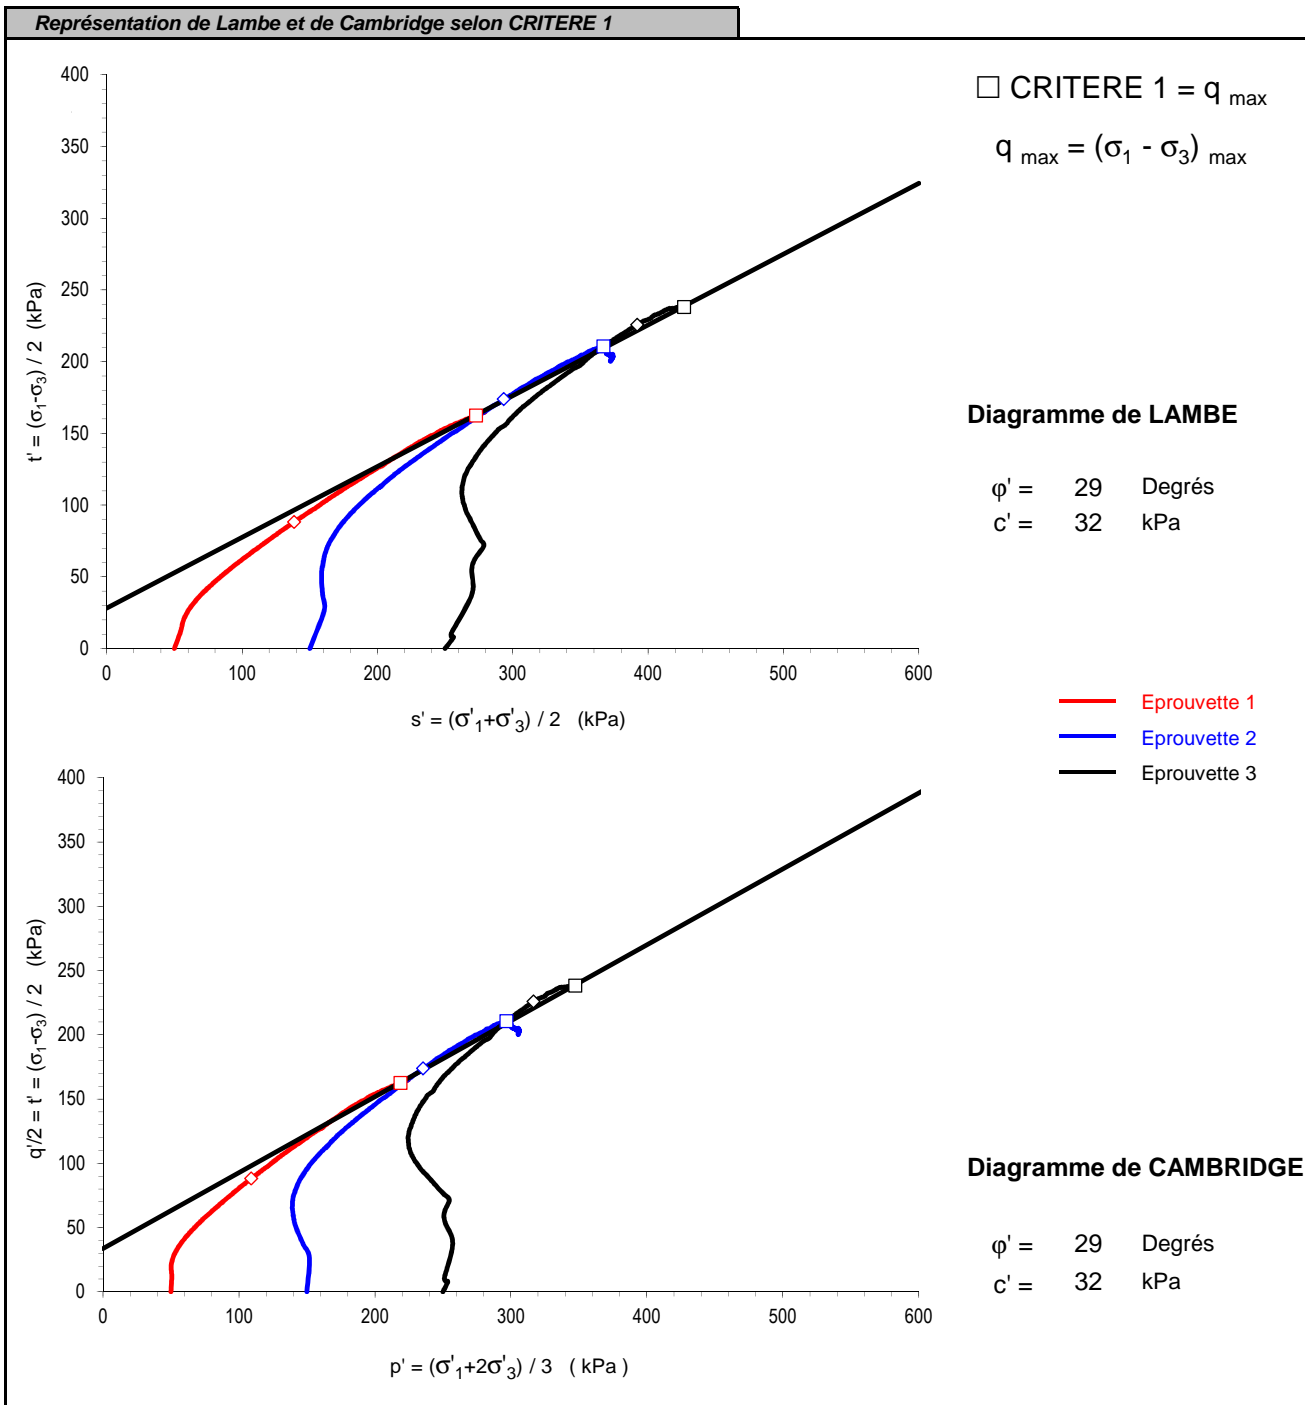 Représentation de Lambe et de Cambridge selon CRITERE 1
□ CRITERE 1 = q max
q max = (σ1 - σ3) max
400
350
300
250
200
150
100
50
0
t' = (σ1-σ3) / 2 (kPa)
0 100 200 300 400 500 600
s' = (σ'1+σ'3) / 2 (kPa)
Diagramme de LAMBE
φ' = 29 Degrés
c' = 32 kPa
Eprouvette 1
Eprouvette 2
Eprouvette 3
400
350
300
250
200
150
100
50
0
q'/2 = t' = (σ1-σ3) / 2 (kPa)
0 100 200 300 400 500 600
p' = (σ'1+2σ'3) / 3 ( kPa )
Diagramme de CAMBRIDGE
φ' = 29 Degrés
c' = 32 kPa